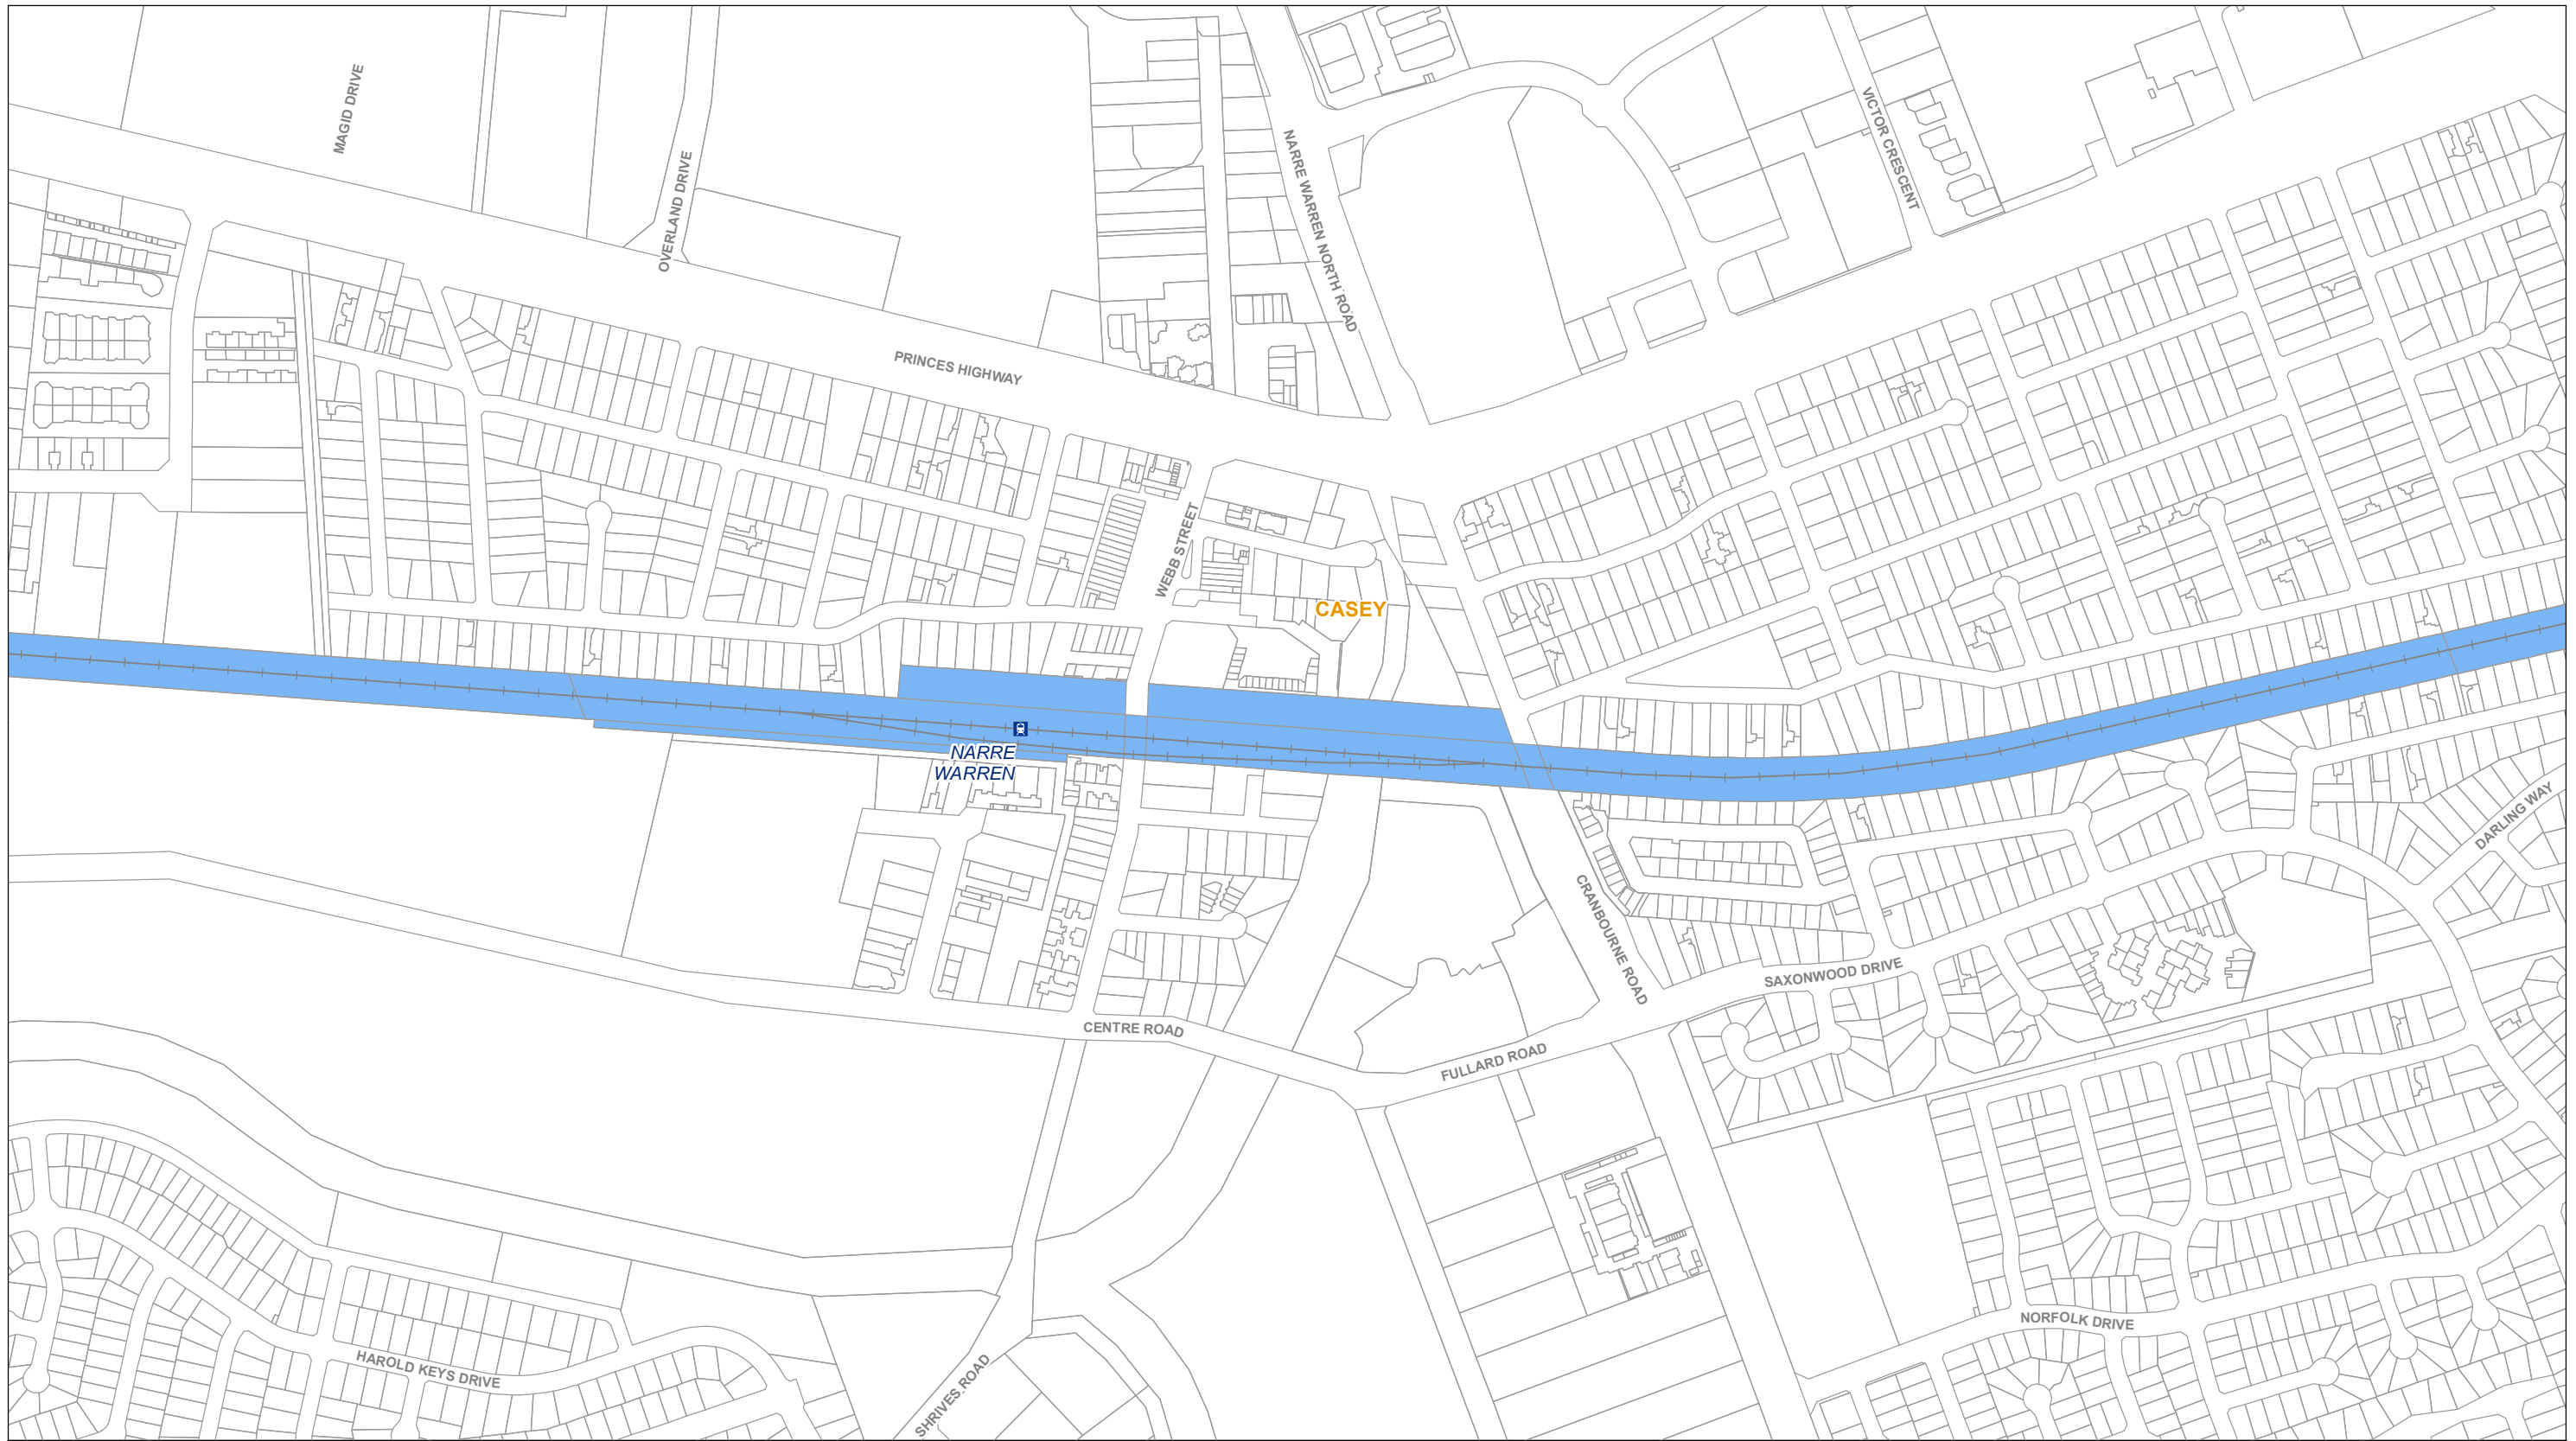 MAGID DRIVE
OVERLAND DRIVE
NARRE WARREN NORTH ROAD
VICTOR CRESCENT
PRINCES HIGHWAY
WEBB STREET
CASEY
NARRE
WARREN
DARLING WAY
CRANBOURNE ROAD
SAXONWOOD DRIVE
CENTRE ROAD
FULLARD ROAD
NORFOLK DRIVE
HAROLD KEYS DRIVE
SHRIVES ROAD